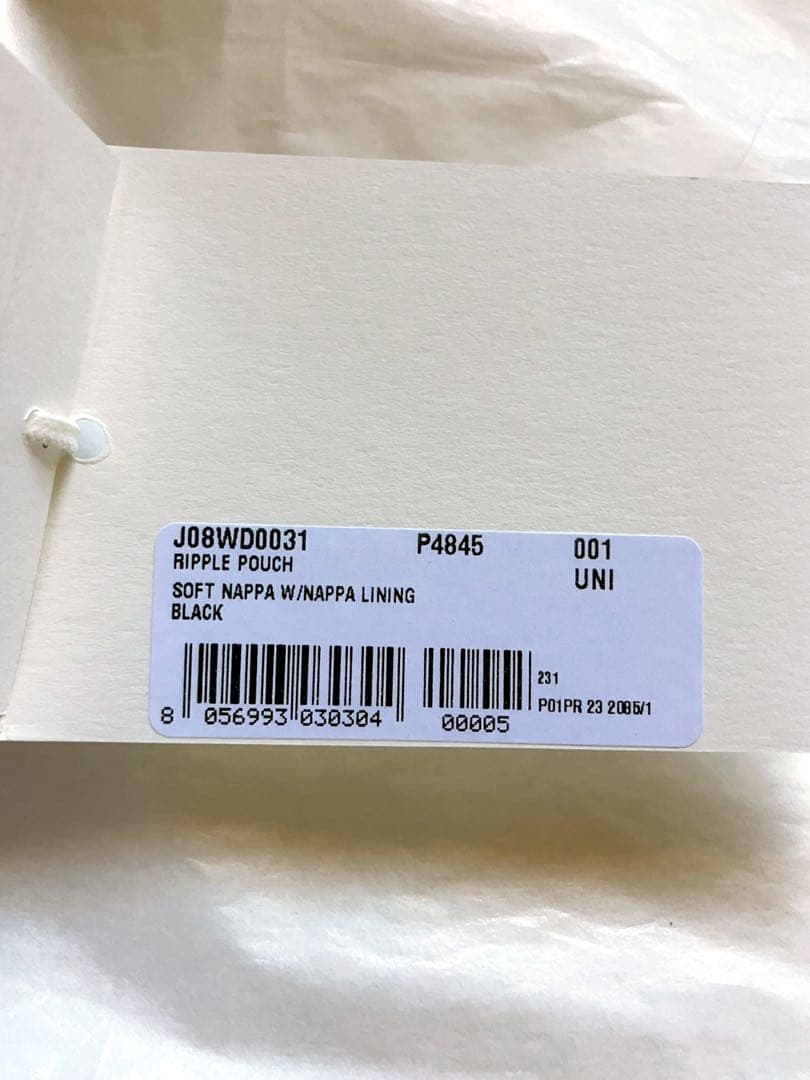 J08WD0031 P4845 001
RIPPLE POUCH UNI
SOFT NAPPA W/NAPPA LINING
BLACK
231
P01PR 23 2085/1
8 056993 030304 00005